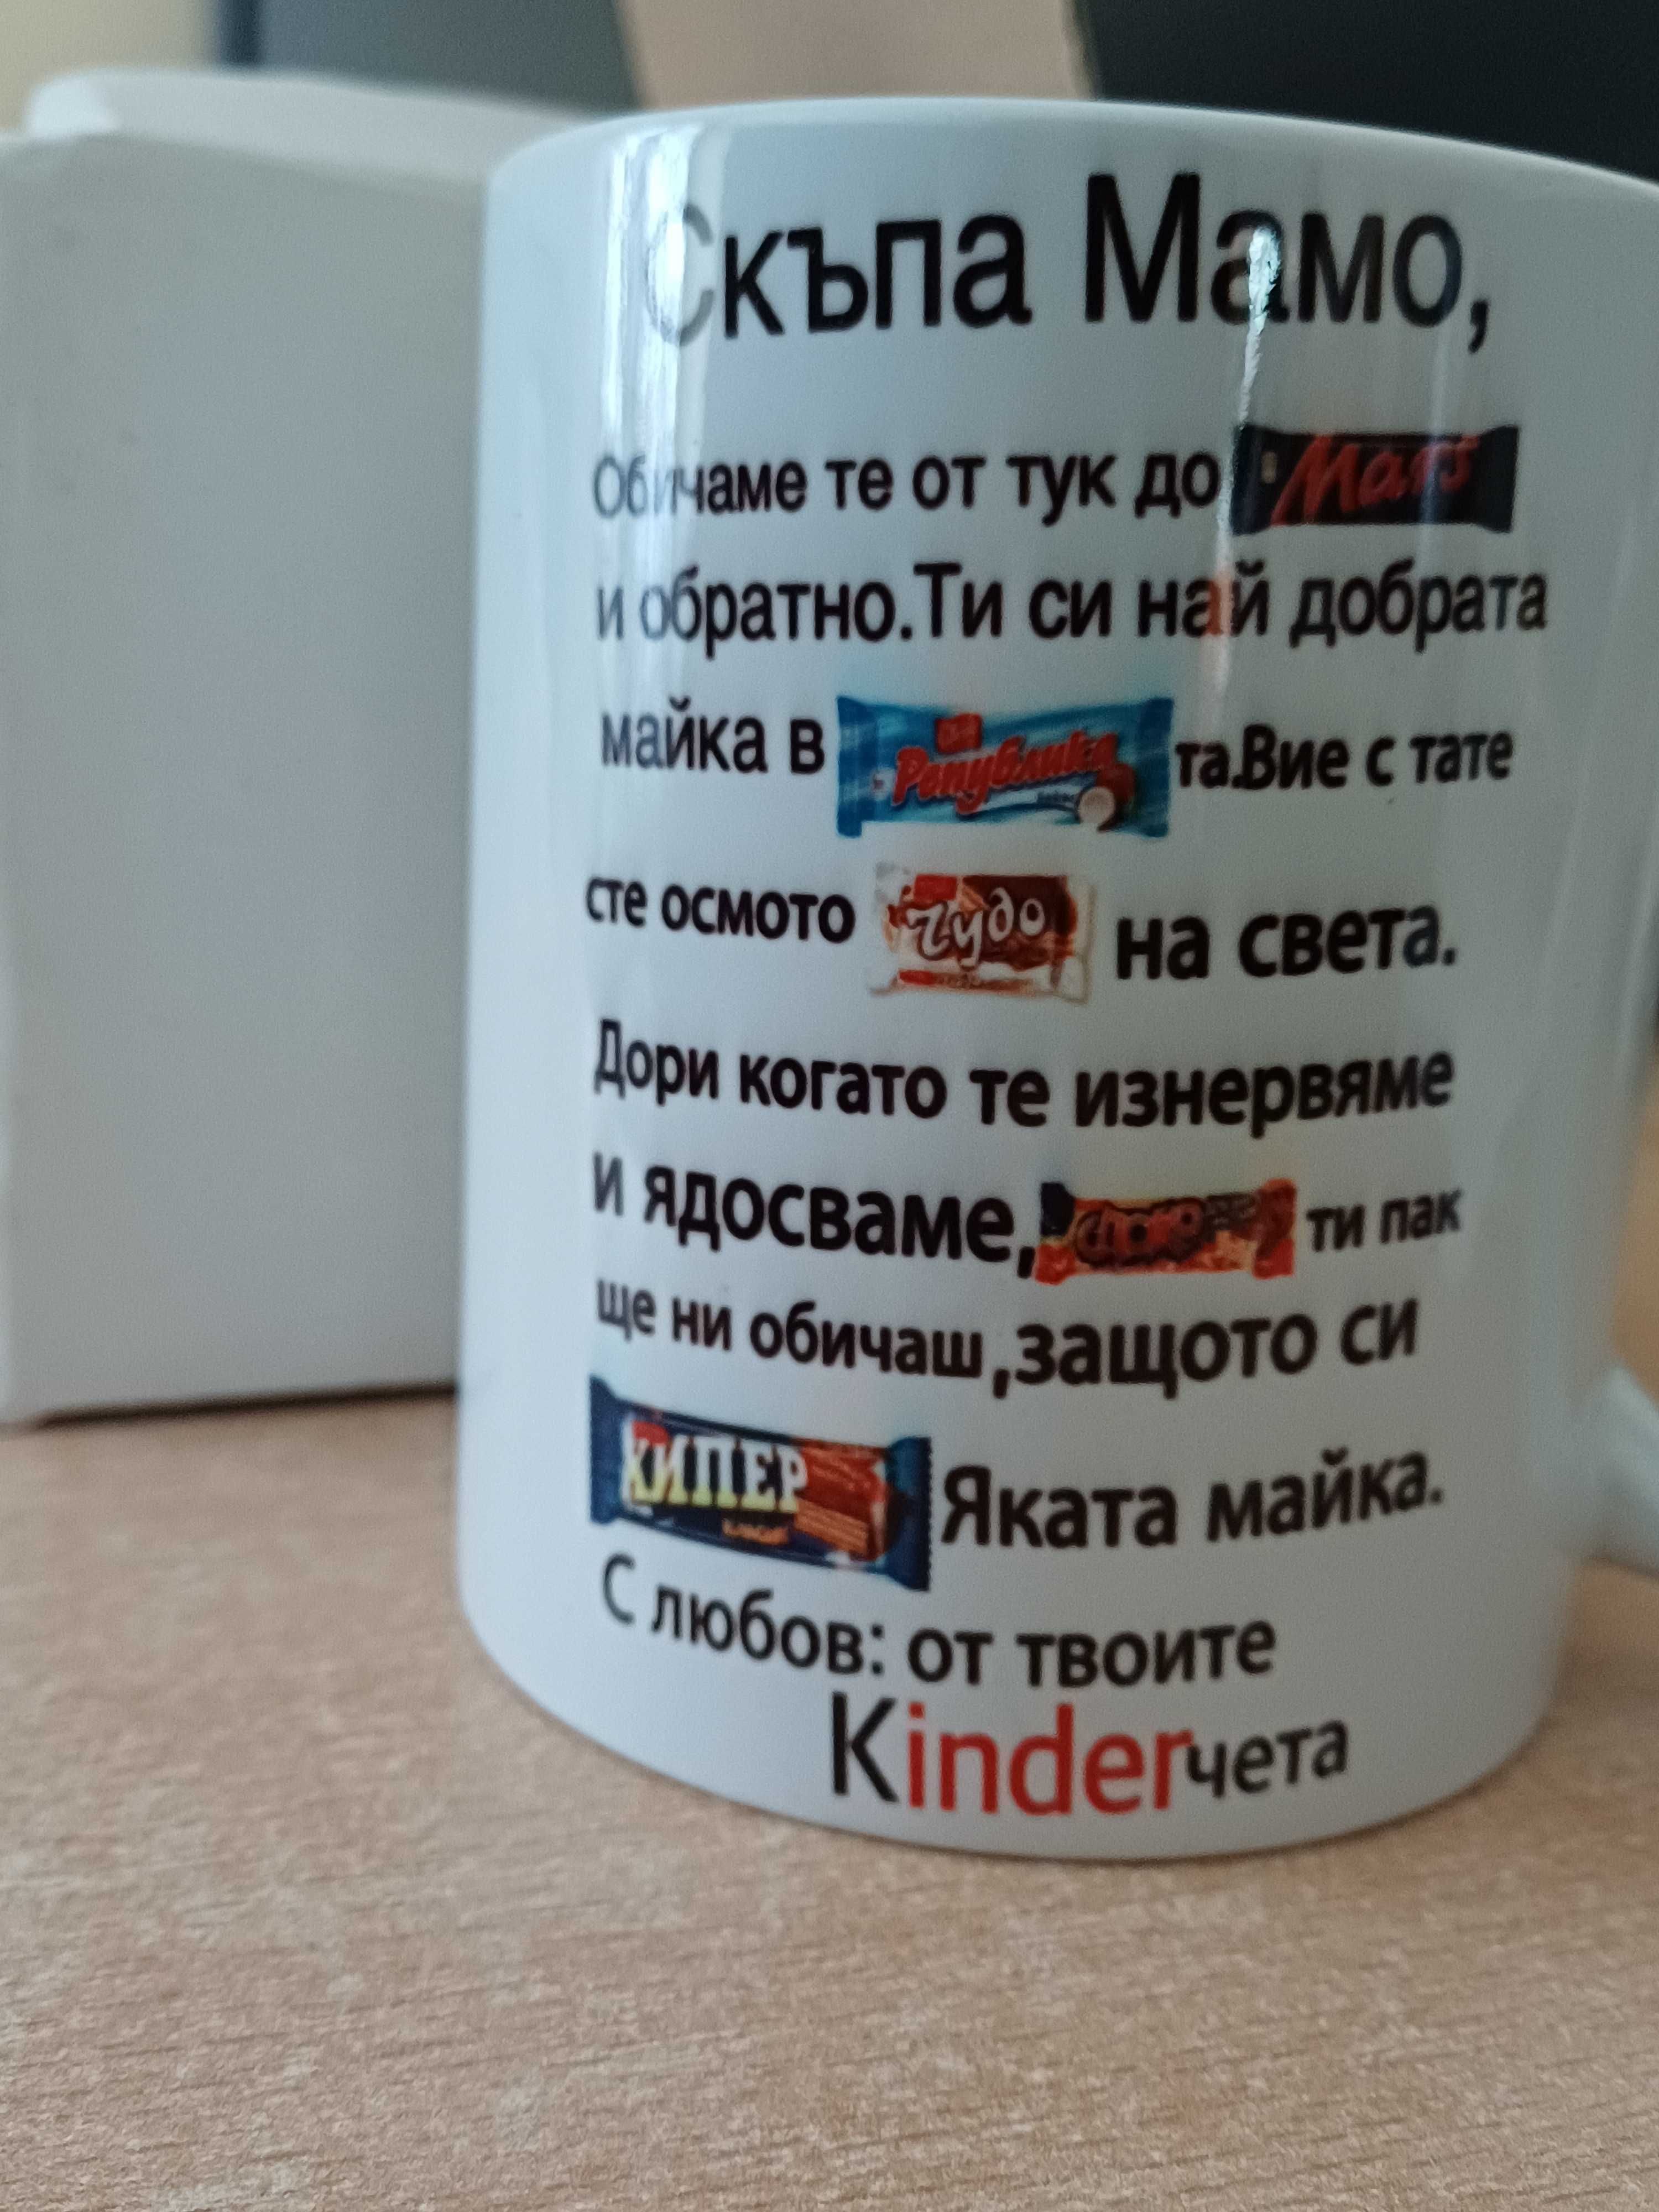 Скъпа Мамо,
Обичаме те от тук до Mars
и обратно.Ти си най добрата
майка в Републикa та.Вие с тате
сте осмото Чудо на света.
Дори когато те изнервяме
и ядосваме, ти пак
ще ни обичаш,защото си
ХИПЕР Яката майка.
С любов: от твоите
Kinderчета